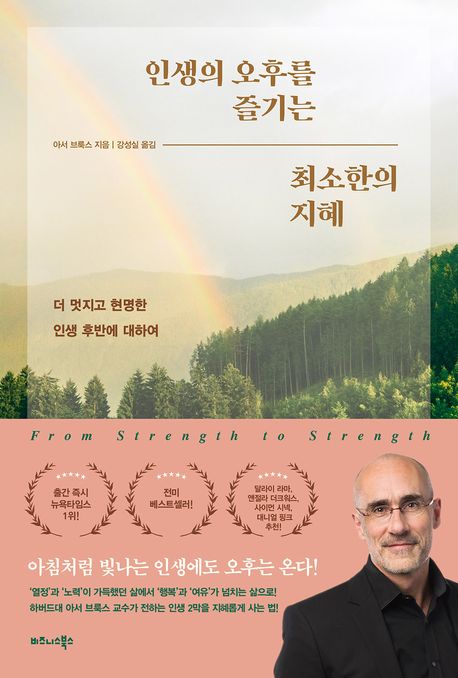 인생의 오후를
즐기는
아서 브룩스 지음 | 강성실 옮김
최소한의
지혜
더 멋지고 현명한
인생 후반에 대하여
From Strength to Strength
출간 즉시
뉴욕타임스
1위!
전미
베스트셀러!
달라이 라마,
앤절라 더크워스,
사이먼 시넥,
대니얼 핑크
추천!
아침처럼 빛나는 인생에도 오후는 온다!
‘열정’과 ‘노력’이 가득했던 삶에서 ‘행복’과 ‘여유’가 넘치는 삶으로!
하버드대 아서 브룩스 교수가 전하는 인생 2막을 지혜롭게 사는 법!
비즈니스북스